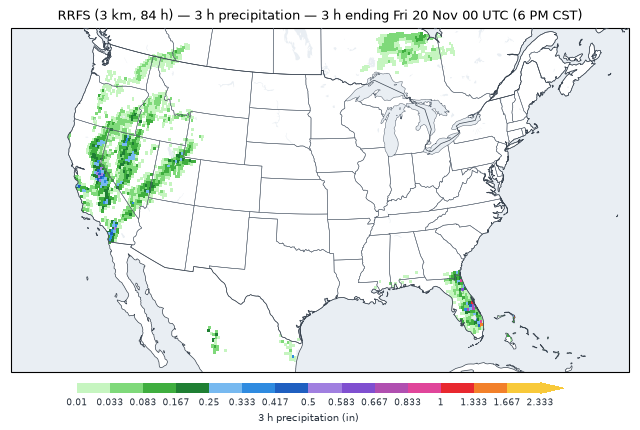 RRFS (3 km, 84 h) — 3 h precipitation — 3 h ending Fri 20 Nov 00 UTC (6 PM CST)
0.01 0.033 0.083 0.167 0.25 0.333 0.417 0.5 0.583 0.667 0.833 1 1.333 1.667 2.333
3 h precipitation (in)